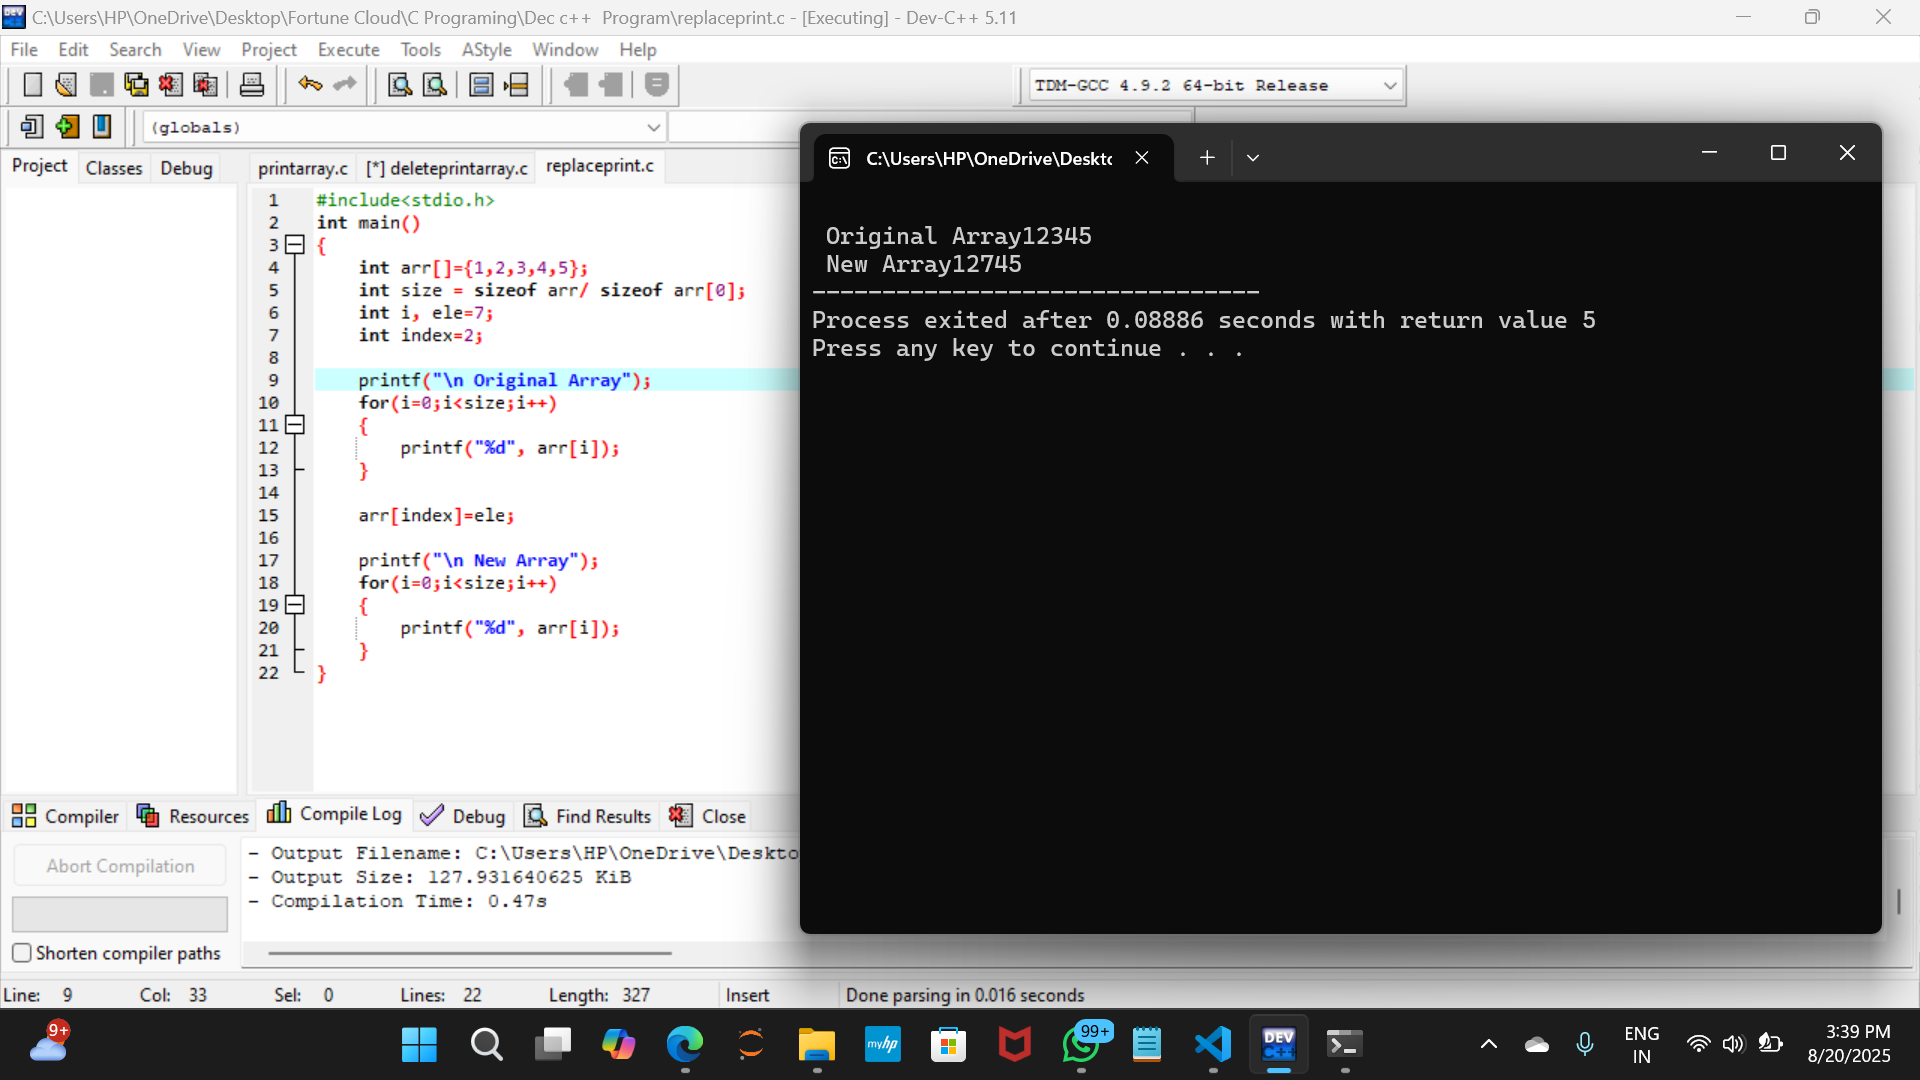 C:\Users\HP\OneDrive\Desktop\Fortune Cloud\C Programing\Dec c++  Program\replaceprint.c - [Executing] - Dev-C++ 5.11
File Edit Search View Project Execute Tools AStyle Window Help
TDM-GCC 4.9.2 64-bit Release
(globals)
Project Classes Debug
printarray.c [*] deleteprintarray.c replaceprint.c
1 #include<stdio.h>
2 int main()
3 {
4 int arr[]={1,2,3,4,5};
5 int size = sizeof arr/ sizeof arr[0];
6 int i, ele=7;
7 int index=2;
8
9 printf("\n Original Array");
10 for(i=0;i<size;i++)
11 {
12 printf("%d", arr[i]);
13 }
14
15 arr[index]=ele;
16
17 printf("\n New Array");
18 for(i=0;i<size;i++)
19 {
20 printf("%d", arr[i]);
21 }
22 }
C:\Users\HP\OneDrive\Deskto
Original Array12345
New Array12745
--------------------------------
Process exited after 0.08886 seconds with return value 5
Press any key to continue . . .
Compiler Resources Compile Log Debug Find Results Close
Abort Compilation
Shorten compiler paths
- Output Filename: C:\Users\HP\OneDrive\Deskto
- Output Size: 127.931640625 KiB
- Compilation Time: 0.47s
Line: 9 Col: 33 Sel: 0 Lines: 22 Length: 327 Insert Done parsing in 0.016 seconds
9+
myhp
99+
DEV
C++
ENG
IN
3:39 PM
8/20/2025